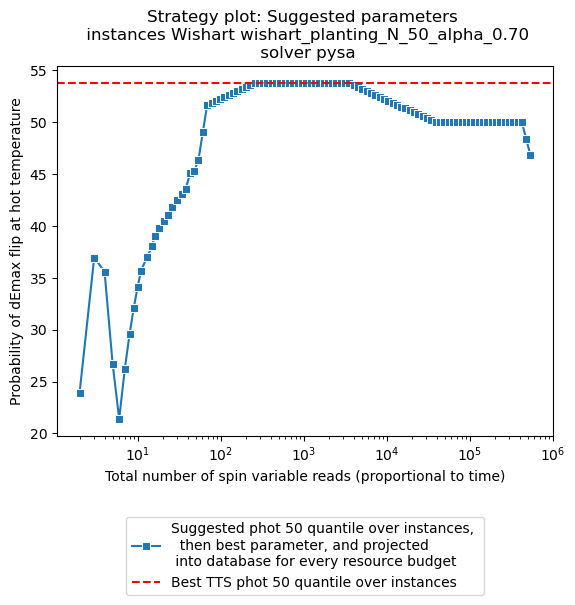 Strategy plot: Suggested parameters
instances Wishart wishart_planting_N_50_alpha_0.70
solver pysa
Probability of dEmax flip at hot temperature
55
50
45
40
35
30
25
20
10¹ 10² 10³ 10⁴ 10⁵ 10⁶
Total number of spin variable reads (proportional to time)
Suggested phot 50 quantile over instances,
then best parameter, and projected
into database for every resource budget
Best TTS phot 50 quantile over instances